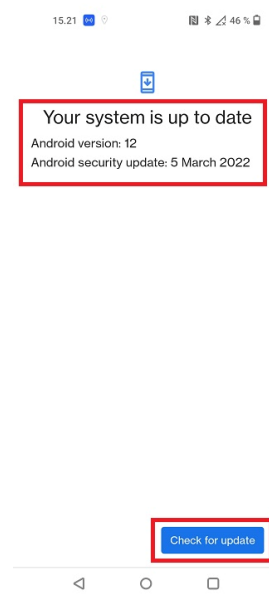 15.21 46 %
Your system is up to date
Android version: 12
Android security update: 5 March 2022
Check for update